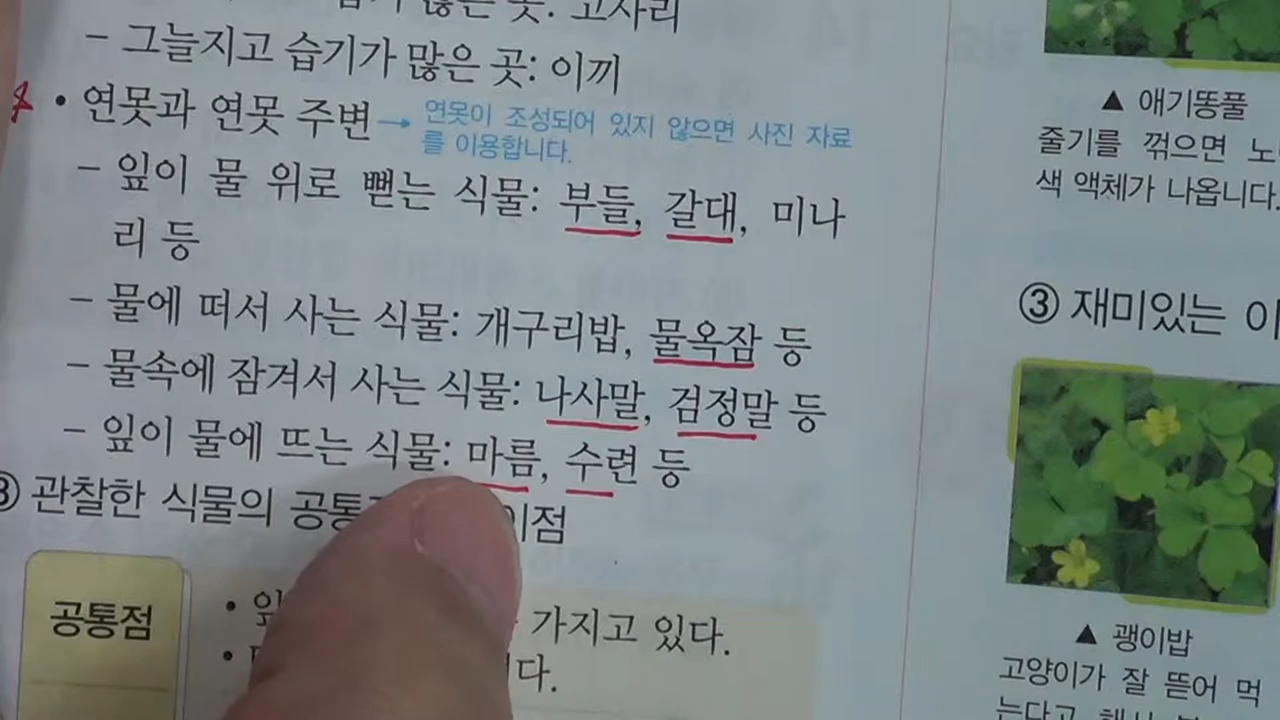 않은 곳: 고사리
– 그늘지고 습기가 많은 곳: 이끼
• 연못과 연못 주변 → 연못이 조성되어 있지 않으면 사진 자료
를 이용합니다.
– 잎이 물 위로 뻗는 식물: 부들, 갈대, 미나
리 등
– 물에 떠서 사는 식물: 개구리밥, 물옥잠 등
– 물속에 잠겨서 사는 식물: 나사말, 검정말 등
– 잎이 물에 뜨는 식물: 마름, 수련 등
③ 관찰한 식물의 공통
이점
공통점
가지고 있다.
▲ 애기똥풀
줄기를 꺾으면
색 액체가 나옵니다.
③ 재미있는
▲ 괭이밥
고양이가 잘 뜯어 먹
는다고 해서